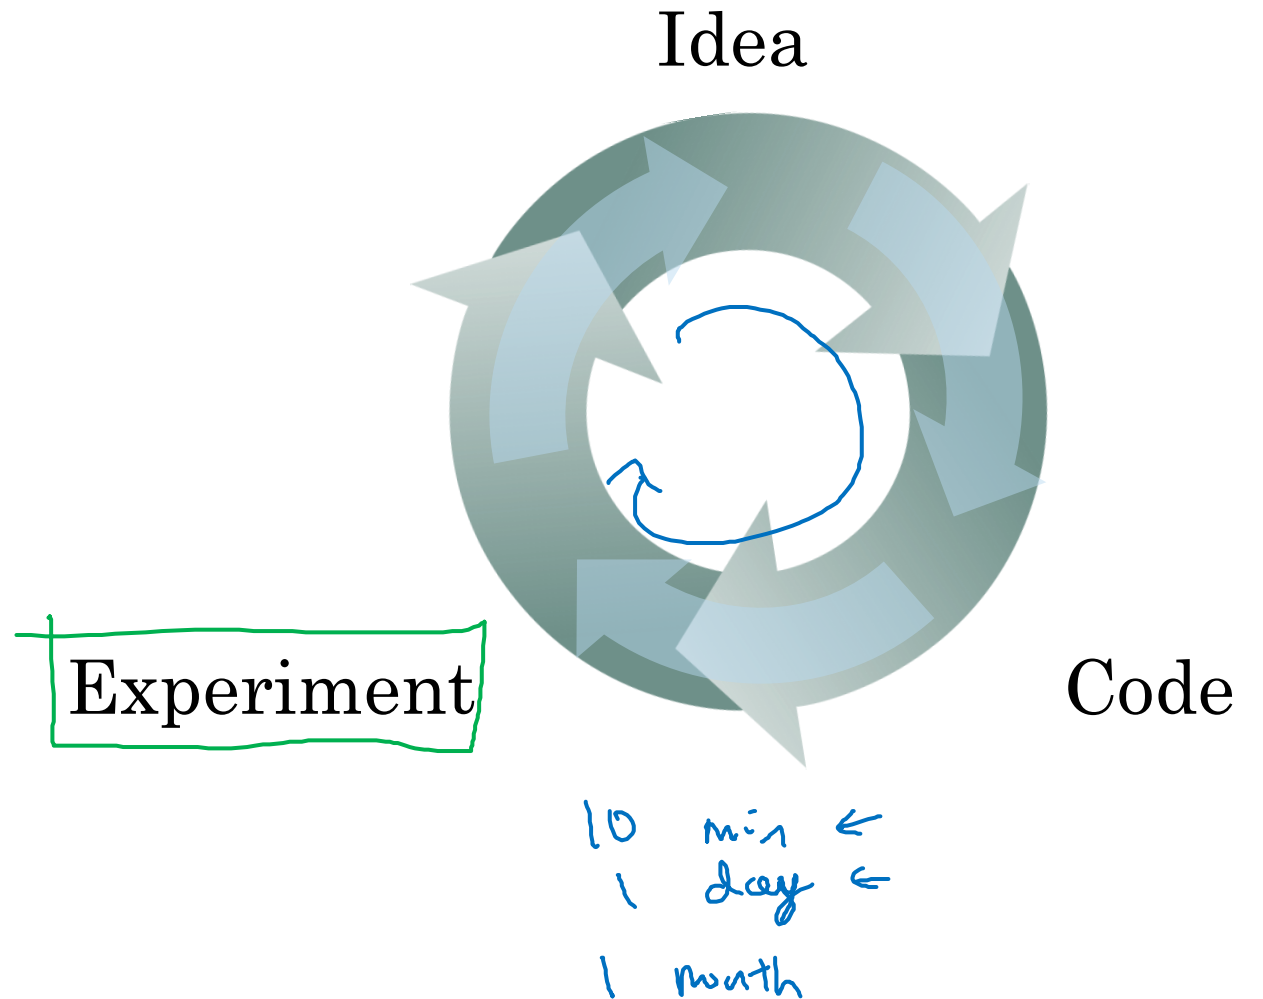 Idea
Experiment
Code
10 min ←
1 day ←
1 month